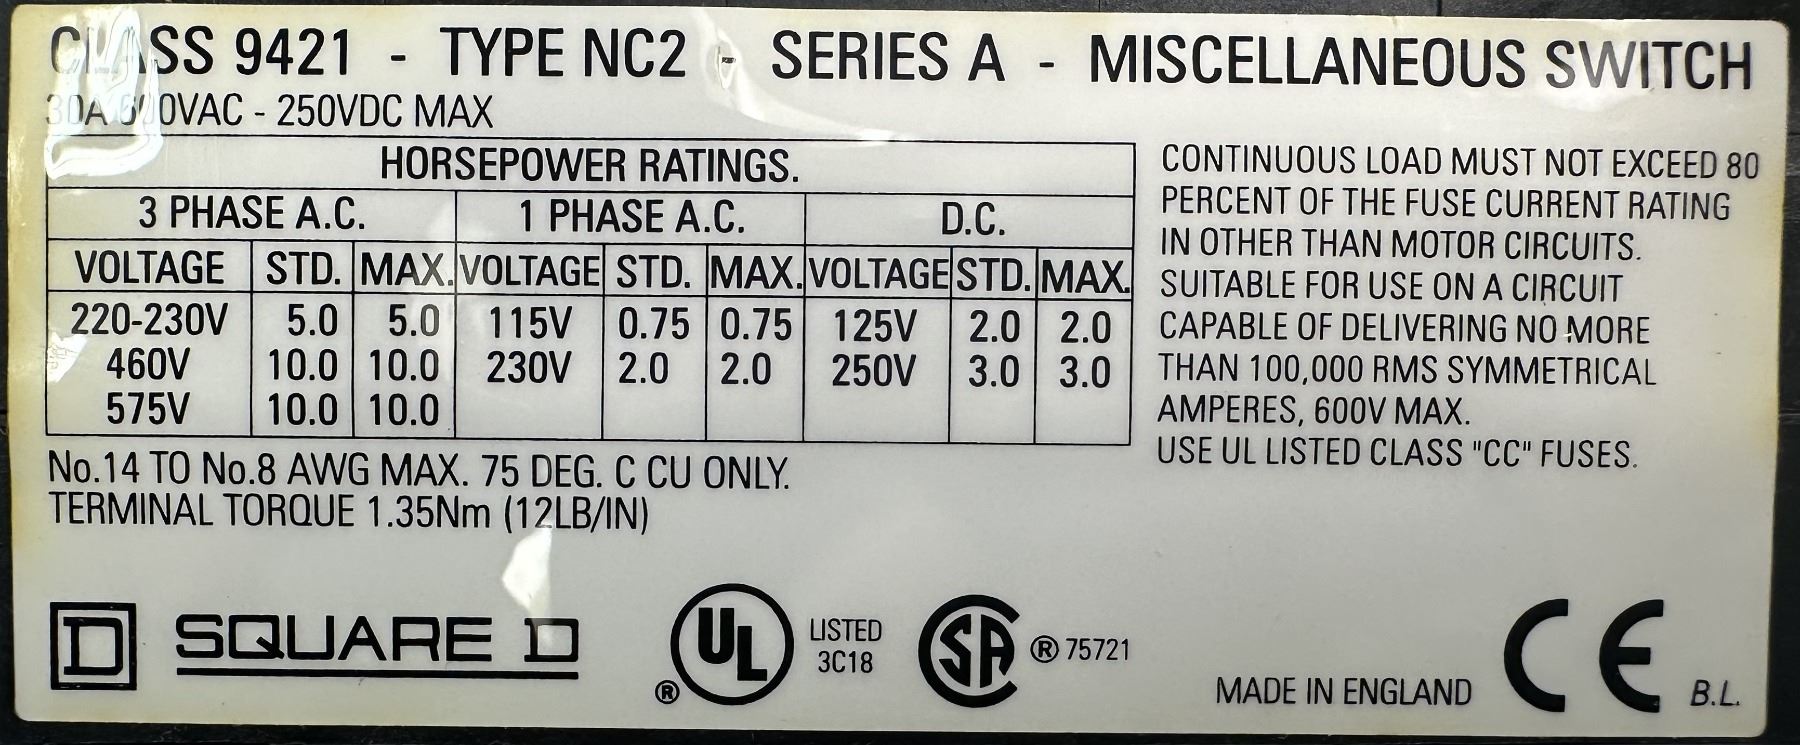 CLASS 9421 - TYPE NC2 - SERIES A - MISCELLANEOUS SWITCH
30A 600VAC - 250VDC MAX
HORSEPOWER RATINGS.
3 PHASE A.C. 1 PHASE A.C. D.C.
VOLTAGE STD. MAX. VOLTAGE STD. MAX. VOLTAGE STD. MAX.
220-230V 5.0 5.0 115V 0.75 0.75 125V 2.0 2.0
460V 10.0 10.0 230V 2.0 2.0 250V 3.0 3.0
575V 10.0 10.0
No.14 TO No.8 AWG MAX. 75 DEG. C CU ONLY.
TERMINAL TORQUE 1.35Nm (12LB/IN)
CONTINUOUS LOAD MUST NOT EXCEED 80
PERCENT OF THE FUSE CURRENT RATING
IN OTHER THAN MOTOR CIRCUITS.
SUITABLE FOR USE ON A CIRCUIT
CAPABLE OF DELIVERING NO MORE
THAN 100,000 RMS SYMMETRICAL
AMPERES, 600V MAX.
USE UL LISTED CLASS "CC" FUSES.
D SQUARE D
UL ®
LISTED
3C18
SA ® 75721
MADE IN ENGLAND
CE B.L.